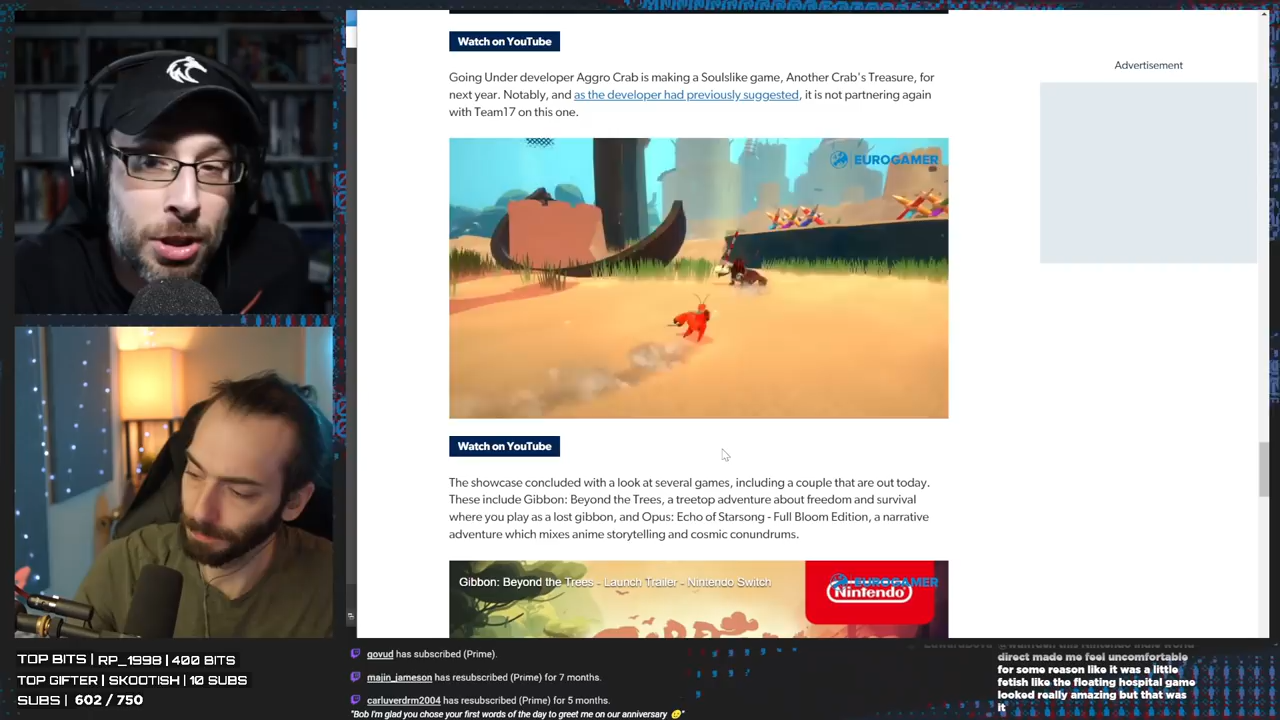 Watch on YouTube
Advertisement
Going Under developer Aggro Crab is making a Soulslike game, Another Crab's Treasure, for
next year. Notably, and as the developer had previously suggested, it is not partnering again
with Team17 on this one.
EUROGAMER
Watch on YouTube
The showcase concluded with a look at several games, including a couple that are out today.
These include Gibbon: Beyond the Trees, a treetop adventure about freedom and survival
where you play as a lost gibbon, and Opus: Echo of Starsong - Full Bloom Edition, a narrative
adventure which mixes anime storytelling and cosmic conundrums.
Gibbon: Beyond the Trees - Launch Trailer - Nintendo Switch
EUROGAMER
Nintendo
TOP BITS | RP_1998 | 400 BITS
TOP GIFTER | SKOOTISH | 10 SUBS
SUBS | 602 / 750
govud has subscribed (Prime).
majin_jameson has resubscribed (Prime) for 7 months.
carluverdrm2004 has resubscribed (Prime) for 5 months.
"Bob I'm glad you chose your first words of the day to greet me on our anniversary 🙂"
direct made me feel uncomfortable
for some reason like it was a little
fetish like the floating hospital game
looked really amazing but that was
it